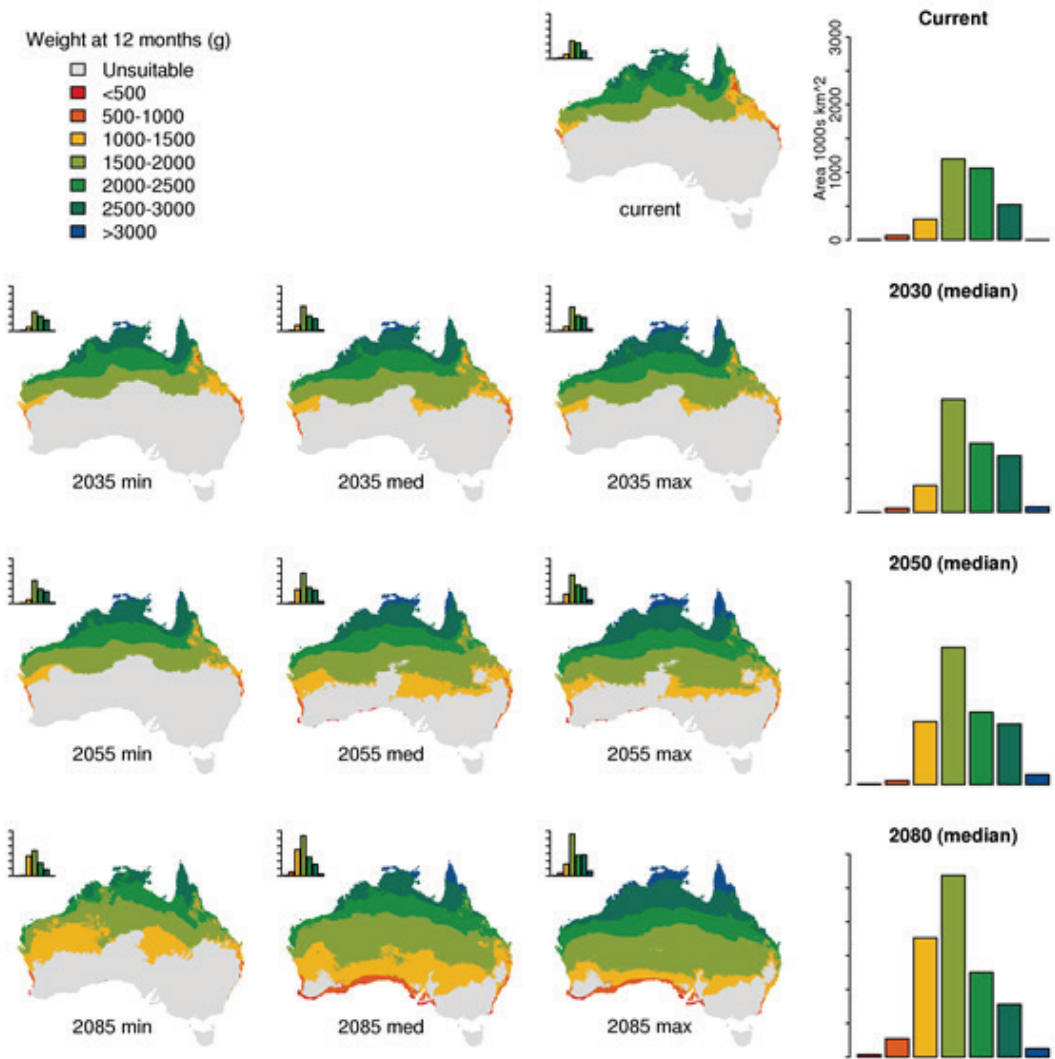 Weight at 12 months (g)
Unsuitable
<500
500-1000
1000-1500
1500-2000
2000-2500
2500-3000
>3000
current
Current
Area 1000s km^2
3000
2000
1000
0
2035 min
2035 med
2035 max
2030 (median)
2055 min
2055 med
2055 max
2050 (median)
2085 min
2085 med
2085 max
2080 (median)